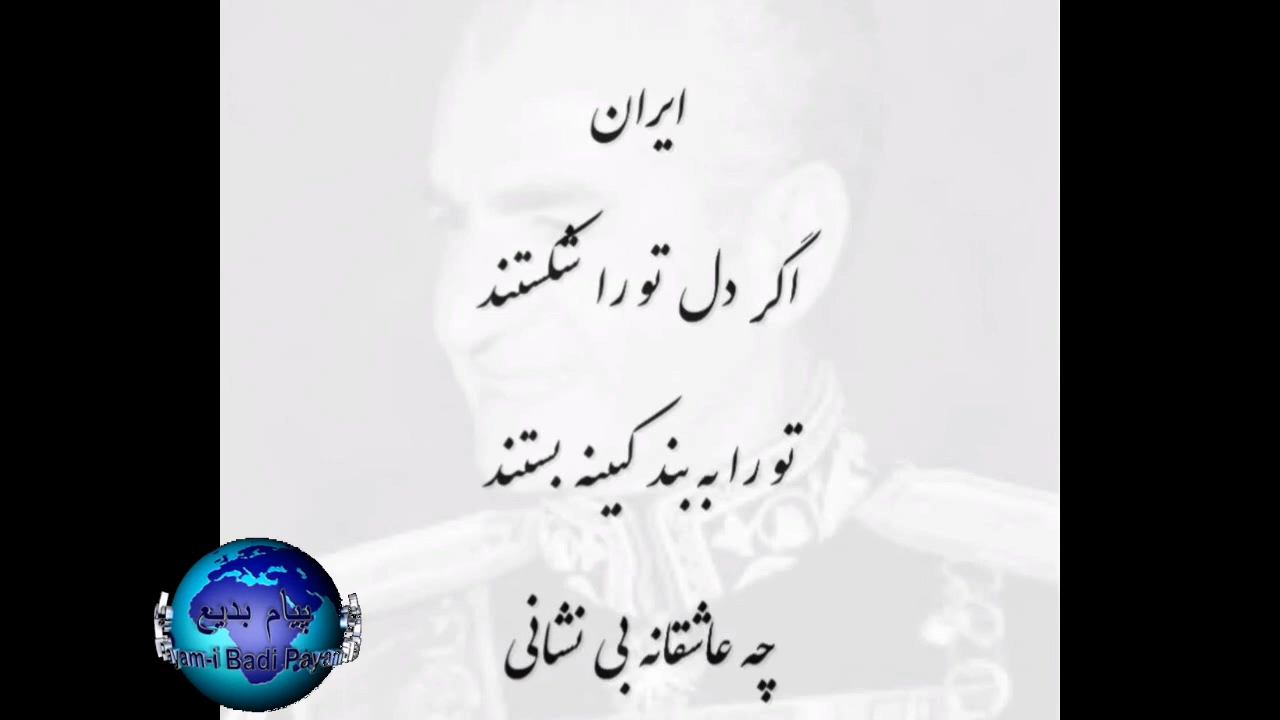 ایران
اگر دل تو را شکستند
تو را به بند کینه بستند
چه عاشقانه بی نشانی
پیام بدیع
Payam-i Badi Payam-i